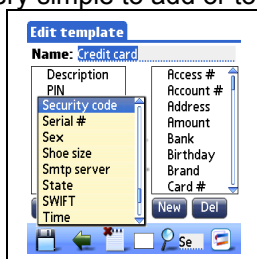 ery simple to add or to
Edit template
Name: Credit card
Description
PIN
Security code
Serial #
Sex
Shoe size
Smtp server
State
SWIFT
Time
Access #
Account #
Address
Amount
Bank
Birthday
Brand
Card #
New Del
Se